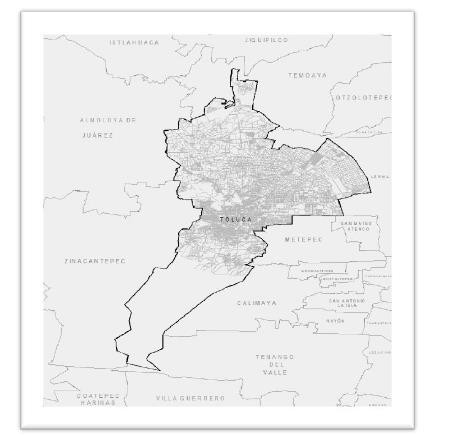 IXTLAHUACA
JIQUIPILCO
TEMOAYA
OTZOLOTEPEC
ALMOLOYA DE
JUÁREZ
LERMA
TOLUCA
SAN MATEO
ATENCO
METEPEC
ZINACANTEPEC
CALIMAYA
SAN ANTONIO
LA ISLA
RAYÓN
TENANGO
DEL
VALLE
COATEPEC
HARINAS
VILLA GUERRERO